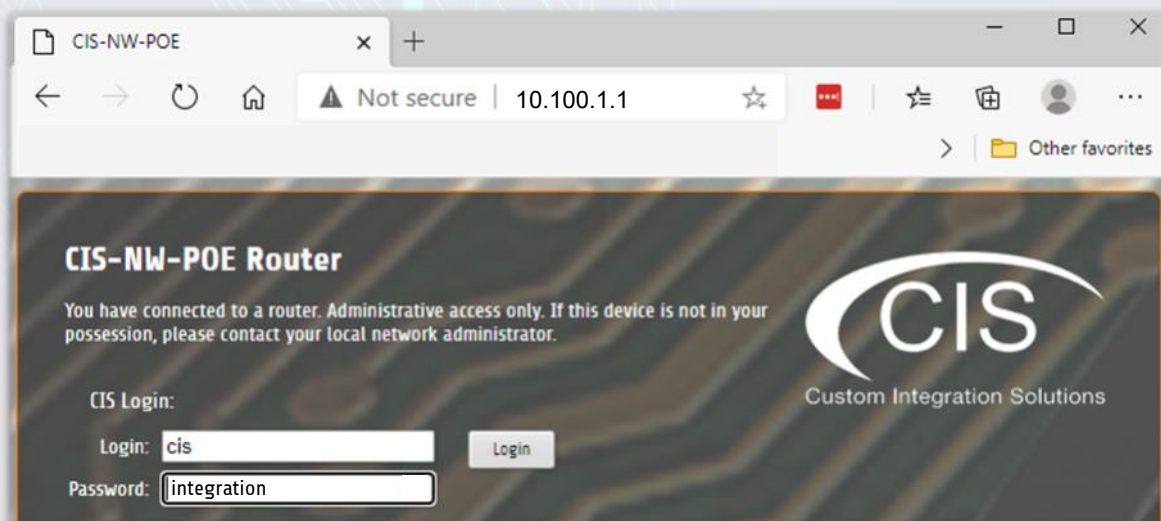 CIS-NW-POE
Not secure 10.100.1.1
Other favorites
CIS-NW-POE Router
You have connected to a router. Administrative access only. If this device is not in your
possession, please contact your local network administrator.
CIS
Custom Integration Solutions
CIS Login:
Login: cis Login
Password: integration